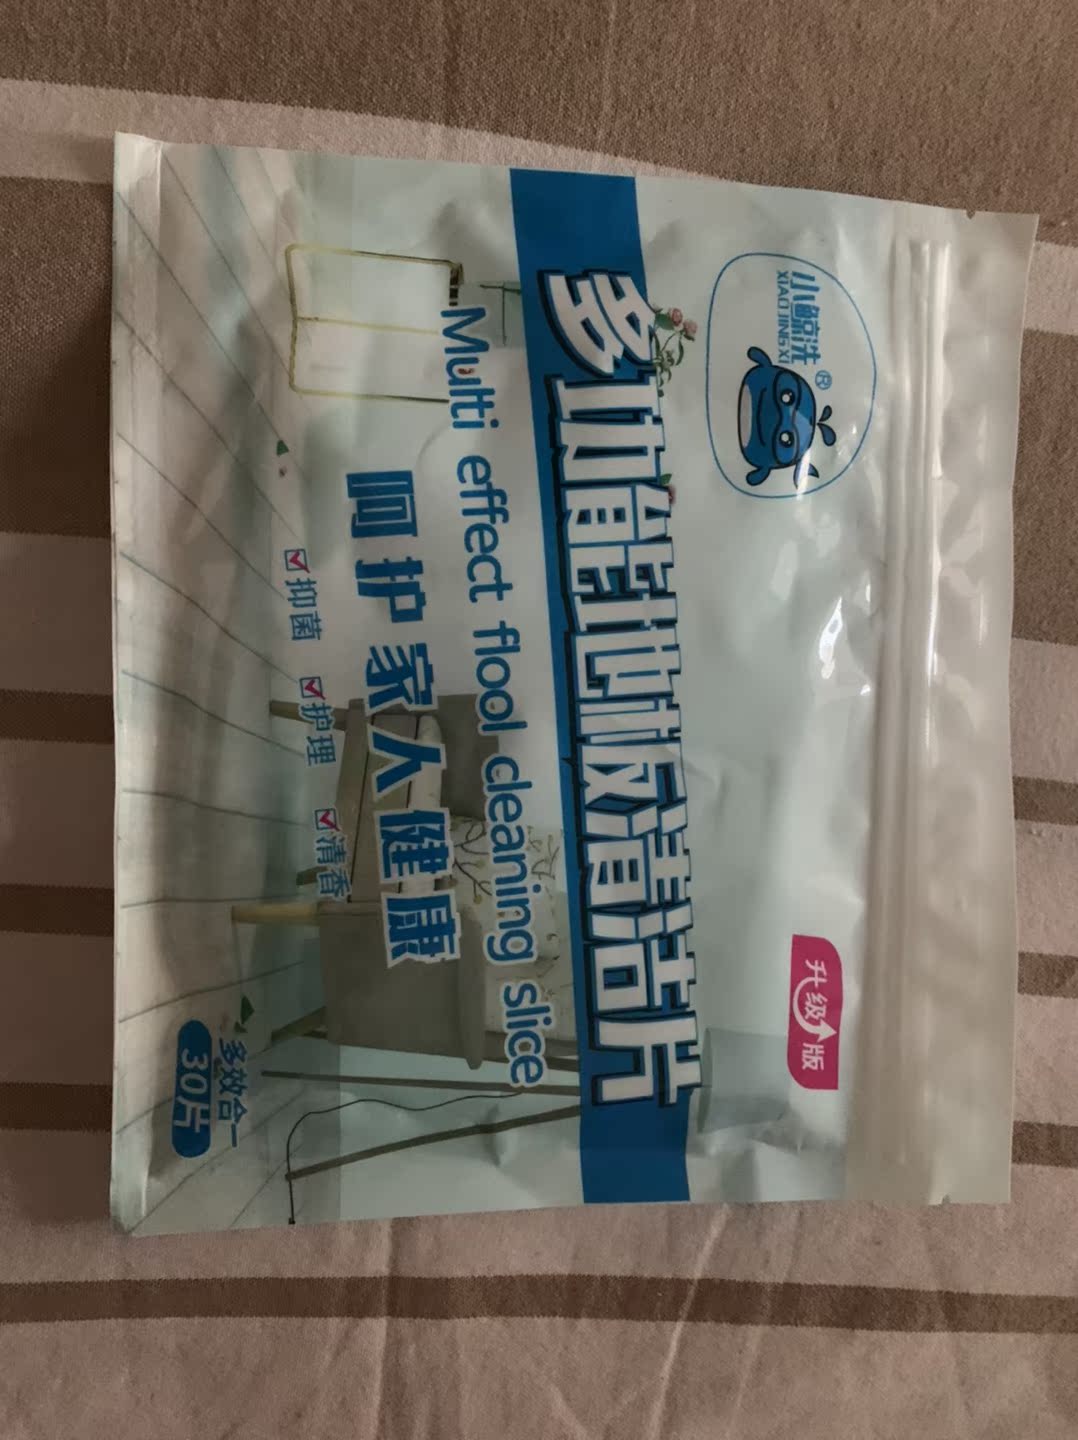 小鲸洗®
XIAO JING XI
升级版
多功能地板清洁片
Multi effect flool cleaning slice
呵护家人健康
抑菌 护理 清香
多效合一
30片